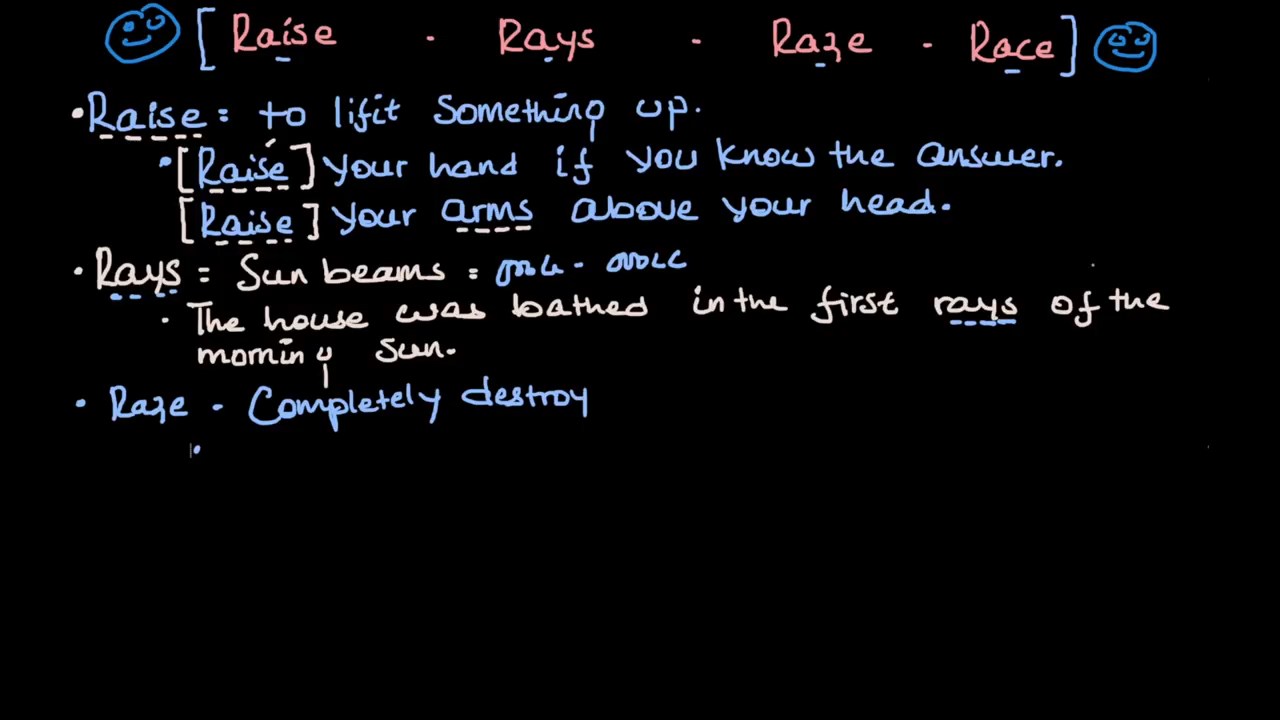 [Raise - Rays - Raze - Race]
• Raise = to lifit something up.
• [Raise] your hand if you know the answer.
[Raise] your arms above your head.
• Rays = Sun beams =
• The house was bathed in the first rays of the
morning sun.
• Raze - Completely destroy